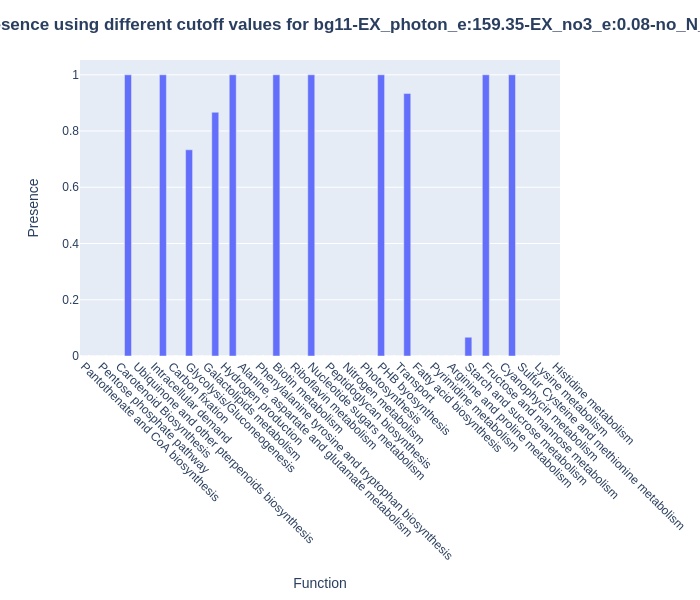 sence using different cutoff values for bg11-EX_photon_e:159.35-EX_no3_e:0.08-no_N_
Presence
1
0.8
0.6
0.4
0.2
0
Pantothenate and CoA biosynthesis
Pentose phosphate pathway
Carotenoid Biosynthesis
Ubiquinone and other pterpenoids biosynthesis
Intracellular demand
Carbon fixation
Glycolysis/Gluconeogenesis
Galactolipids metabolism
Hydrogen production
Alanine, aspartate and glutamate metabolism
Phenylalanine tyrosine and tryptophan biosynthesis
Biotin metabolism
Riboflavin metabolism
Nucleotide sugars metabolism
Peptidoglycan biosynthesis
Nitrogen metabolism
Photosynthesis
PHB biosynthesis
Transport
Fatty acid biosynthesis
Pyrimidine metabolism
Arginine and proline metabolism
Starch and sucrose metabolism
Fructose and mannose metabolism
Cyanophycin metabolism
Sulfur Cysteine and methionine metabolism
Lysine metabolism
Histidine metabolism
Function